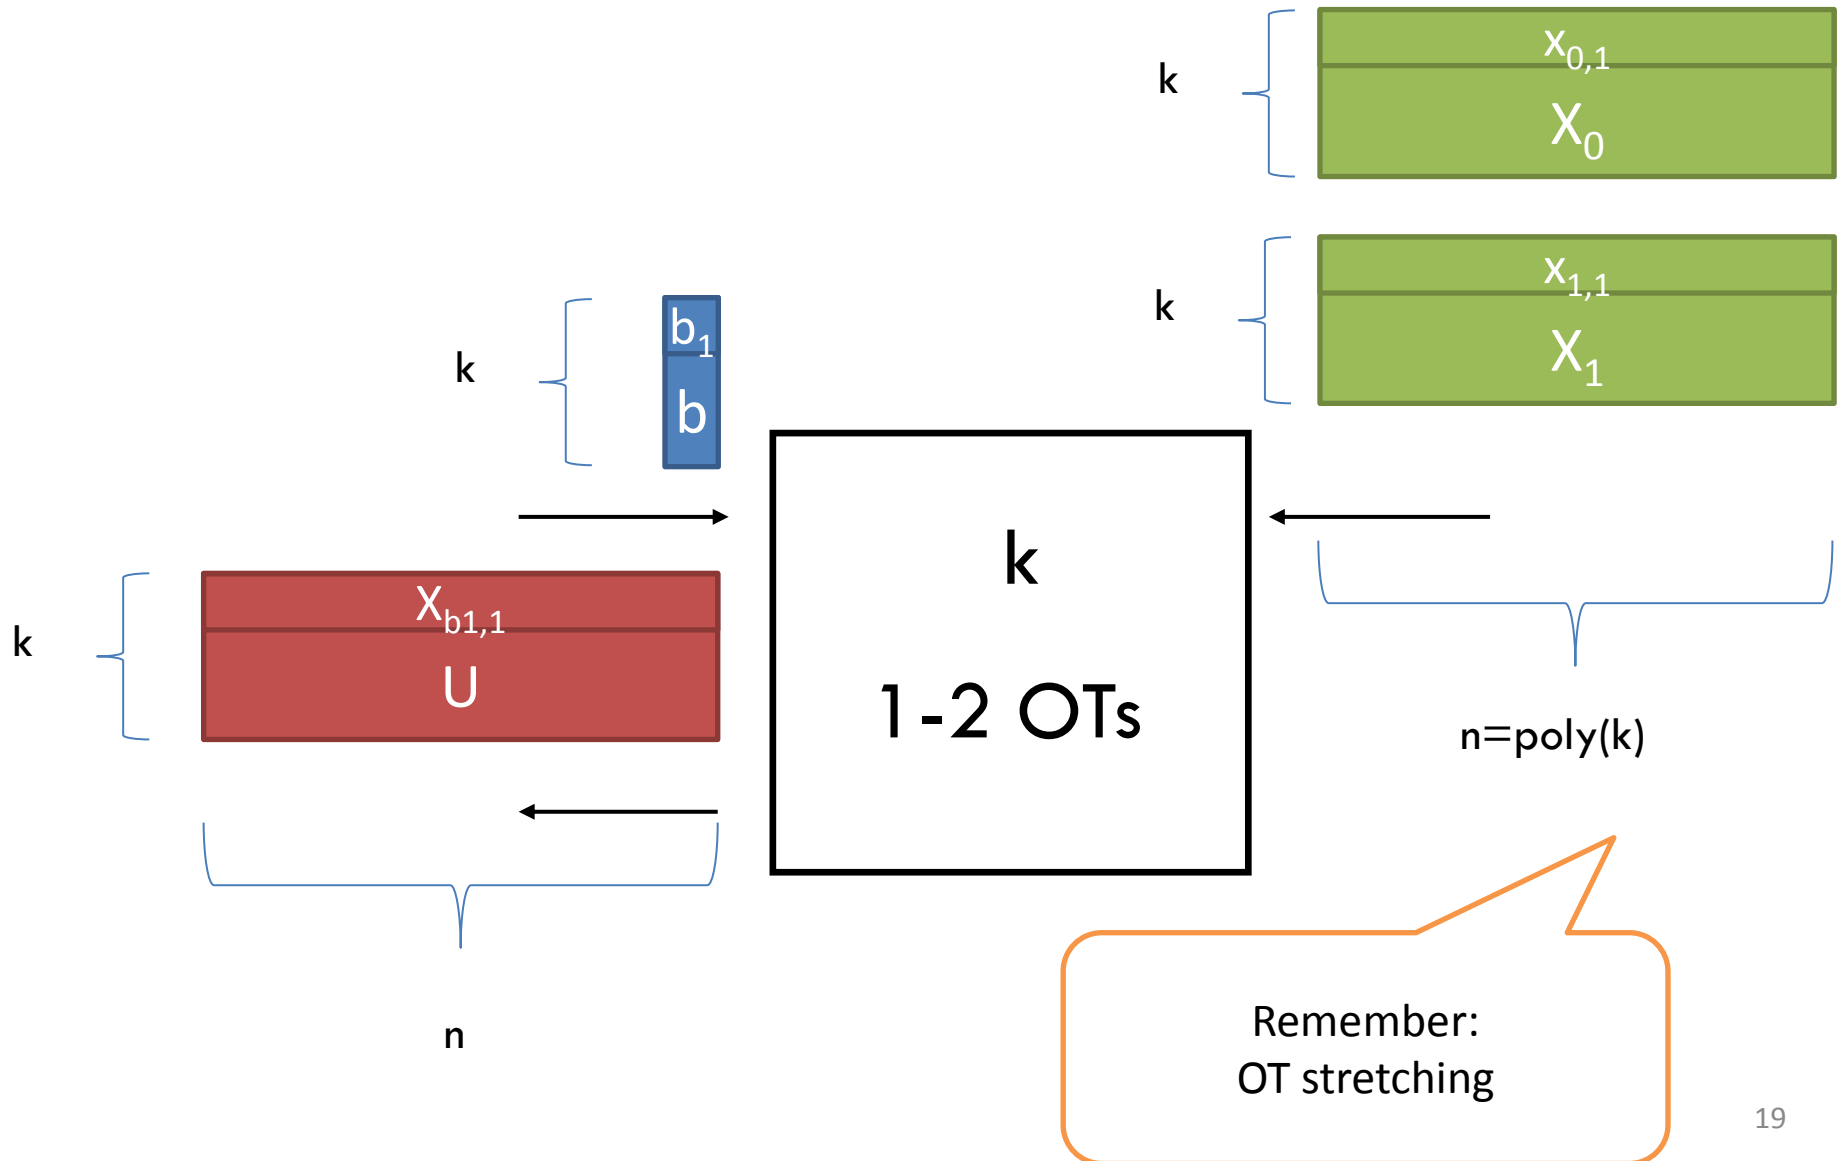 k
x0,1
X0
k
x1,1
X1
k
b1
b
k
1-2 OTs
k
Xb1,1
U
n=poly(k)
n
Remember:
OT stretching
19